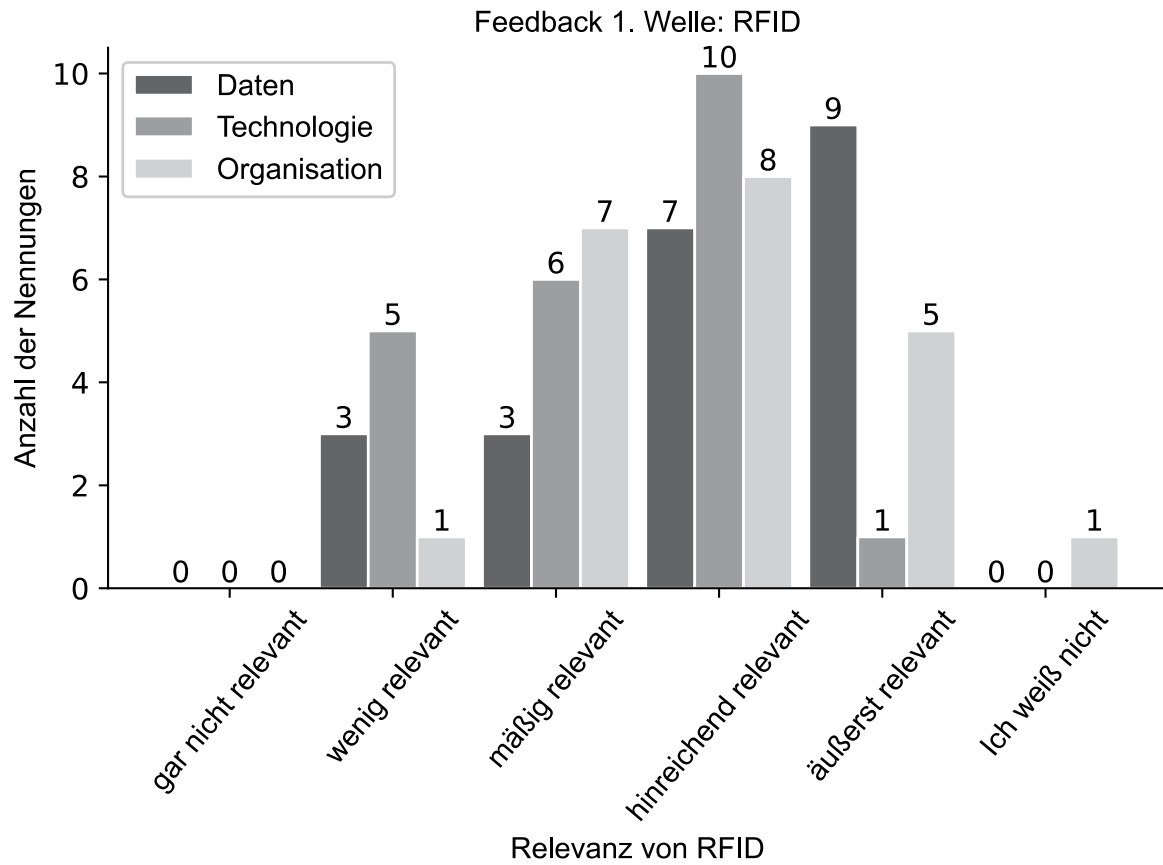 Feedback 1. Welle: RFID
Daten
Technologie
Organisation
Anzahl der Nennungen
10
8
6
4
2
0
0 0 0
3 5 1
3 6 7
7 10 8
9 1 5
0 0 1
gar nicht relevant
wenig relevant
mäßig relevant
hinreichend relevant
äußerst relevant
Ich weiß nicht
Relevanz von RFID